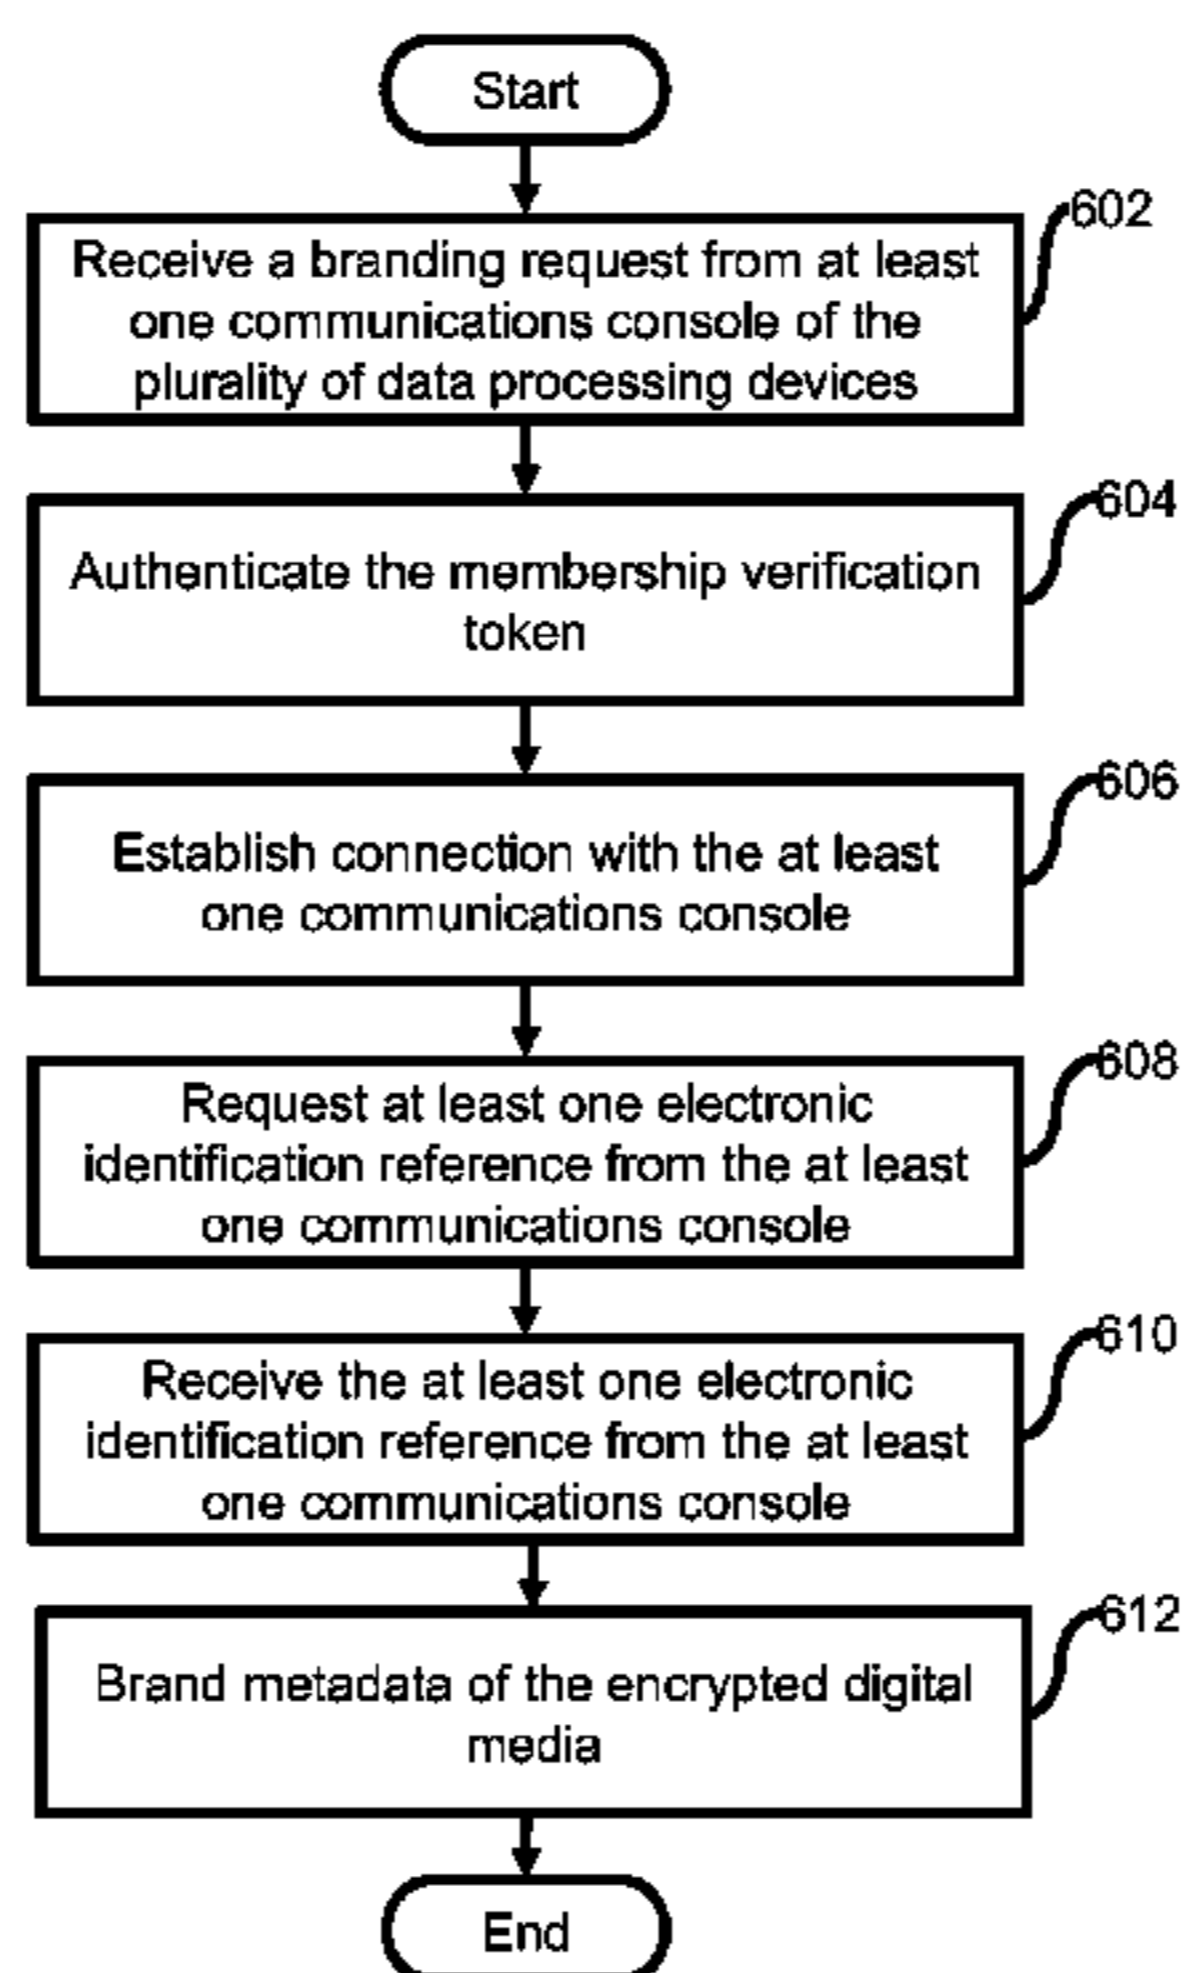 Start
602
Receive a branding request from at least
one communications console of the
plurality of data processing devices
604
Authenticate the membership verification
token
606
Establish connection with the at least
one communications console
608
Request at least one electronic
identification reference from the at least
one communications console
610
Receive the at least one electronic
identification reference from the at least
one communications console
612
Brand metadata of the encrypted digital
media
End